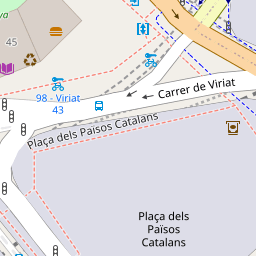 45
Carrer de Viriat
98 - Viriat
43
Plaça dels Països Catalans
Plaça dels
Països
Catalans